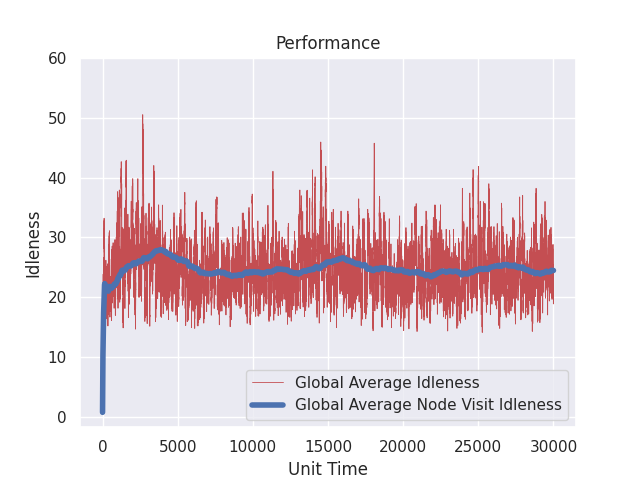 Performance
60
50
40
30
20
10
0
Idleness
Global Average Idleness
Global Average Node Visit Idleness
0 5000 10000 15000 20000 25000 30000
Unit Time